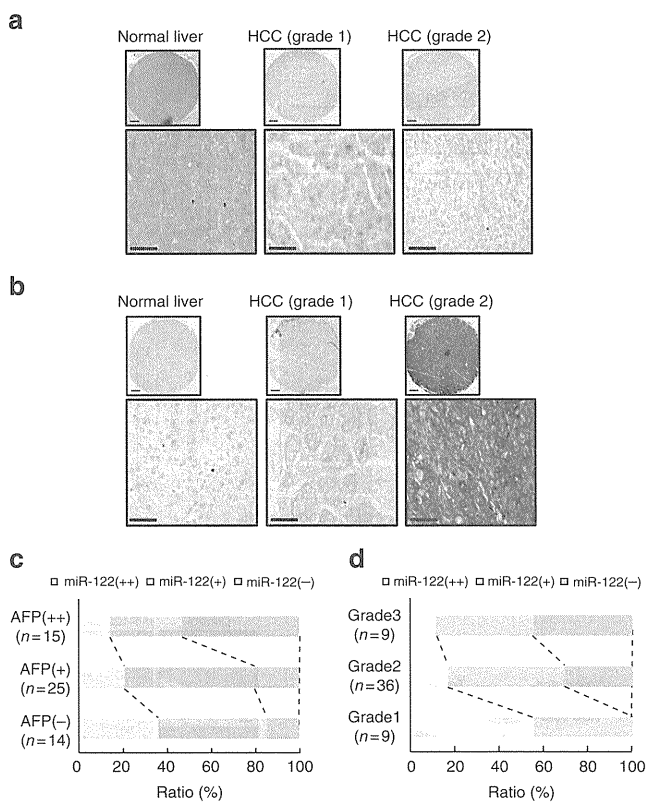 a
Normal liver HCC (grade 1) HCC (grade 2)
b
Normal liver HCC (grade 1) HCC (grade 2)
c
miR-122(++) miR-122(+) miR-122(−)
AFP(++)
(n=15)
AFP(+)
(n=25)
AFP(−)
(n=14)
0 20 40 60 80 100
Ratio (%)
d
miR-122(++) miR-122(+) miR-122(−)
Grade3
(n=9)
Grade2
(n=36)
Grade1
(n=9)
0 20 40 60 80 100
Ratio (%)